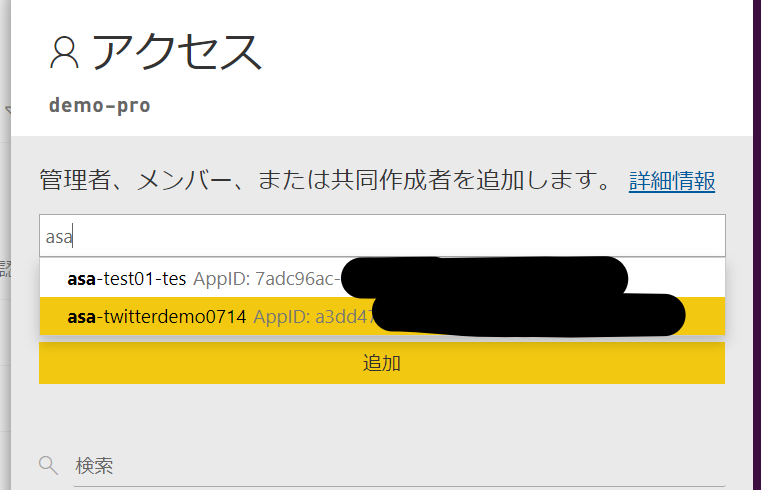 アクセス
demo-pro
管理者、メンバー、または共同作成者を追加します。 詳細情報
asa
asa-test01-tes AppID: 7adc96ac-
asa-twitterdemo0714 AppID: a3dd47
追加
検索